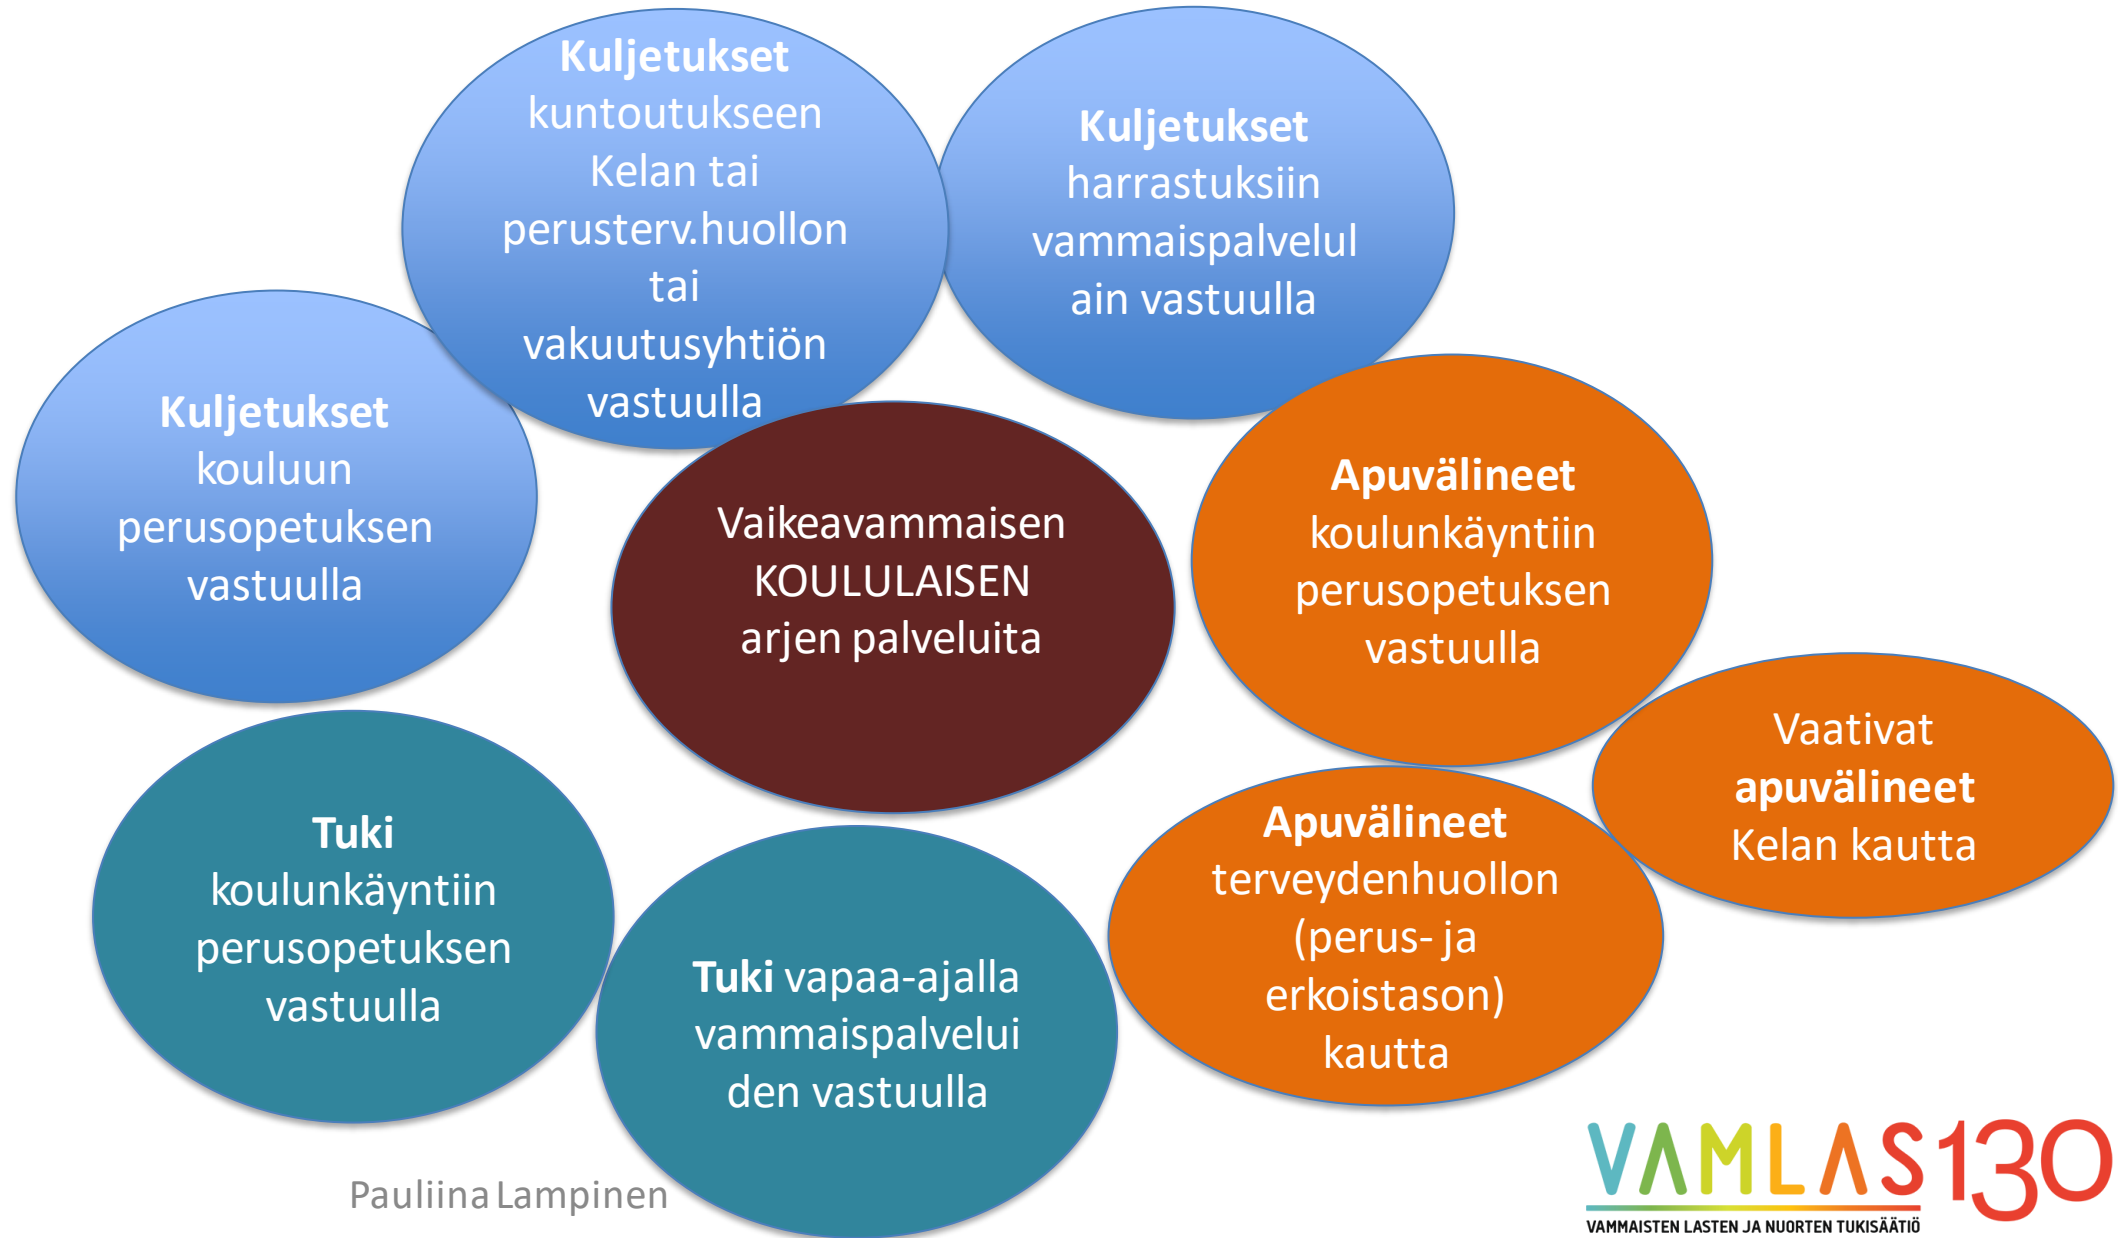 Kuljetukset
kuntoutukseen
Kelan tai
perusterv.huollon
tai
vakuutusyhtiön
vastuulla
Kuljetukset
harrastuksiin
vammaispalvelul
ain vastuulla
Kuljetukset
kouluun
perusopetuksen
vastuulla
Vaikeavammaisen
KOULULAISEN
arjen palveluita
Apuvälineet
koulunkäyntiin
perusopetuksen
vastuulla
Vaativat
apuvälineet
Kelan kautta
Tuki
koulunkäyntiin
perusopetuksen
vastuulla
Tuki vapaa-ajalla
vammaispalvelui
den vastuulla
Apuvälineet
terveydenhuollon
(perus- ja
erkoistason)
kautta
Pauliina Lampinen
VAMLAS130
VAMMAISTEN LASTEN JA NUORTEN TUKISÄÄTIÖ